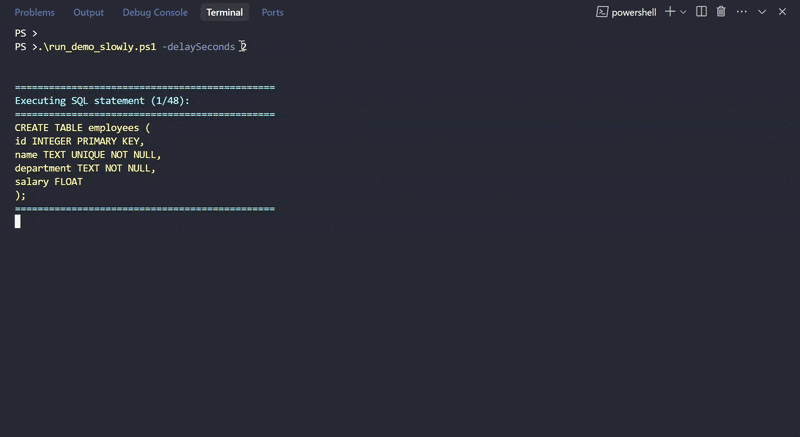 Problems Output Debug Console Terminal Ports powershell
PS >
PS >.\run_demo_slowly.ps1 -delaySeconds 2
=============================================
Executing SQL statement (1/48):
=============================================
CREATE TABLE employees (
id INTEGER PRIMARY KEY,
name TEXT UNIQUE NOT NULL,
department TEXT NOT NULL,
salary FLOAT
);
=============================================